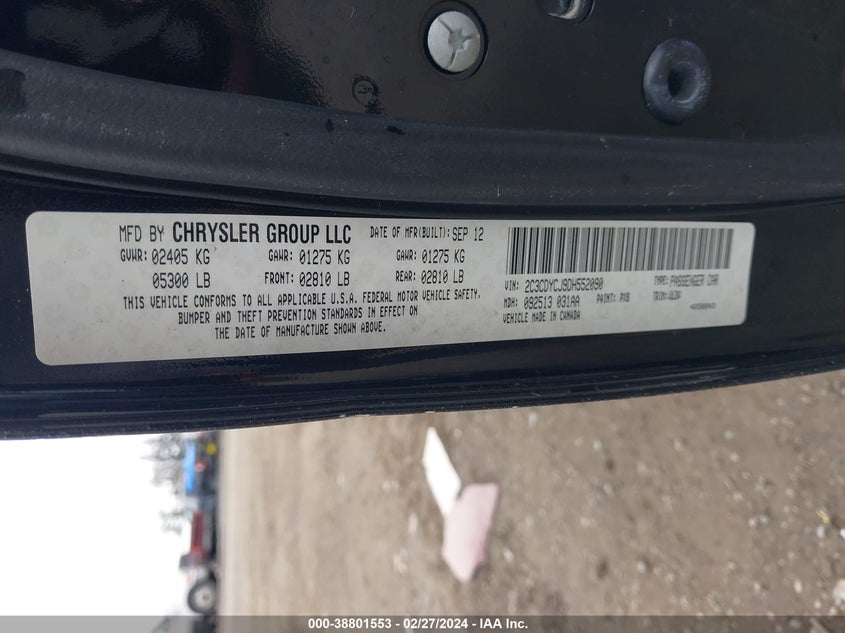 MFD BY CHRYSLER GROUP LLC DATE OF MFR(BUILT): SEP 12
GVWR: 02405 KG GAWR: 01275 KG GAWR: 01275 KG
05300 LB FRONT: 02810 LB REAR: 02810 LB
THIS VEHICLE CONFORMS TO ALL APPLICABLE U.S.A. FEDERAL MOTOR VEHICLE SAFETY,
BUMPER AND THEFT PREVENTION STANDARDS IN EFFECT ON
THE DATE OF MANUFACTURE SHOWN ABOVE.
VIN: 2C3CDYCJ9DH552090 TYPE: PASSENGER CAR
MDH: 092513 031AA PAINT: PX8 TRIM:
VEHICLE MADE IN CANADA
000-38801553 - 02/27/2024 - IAA Inc.